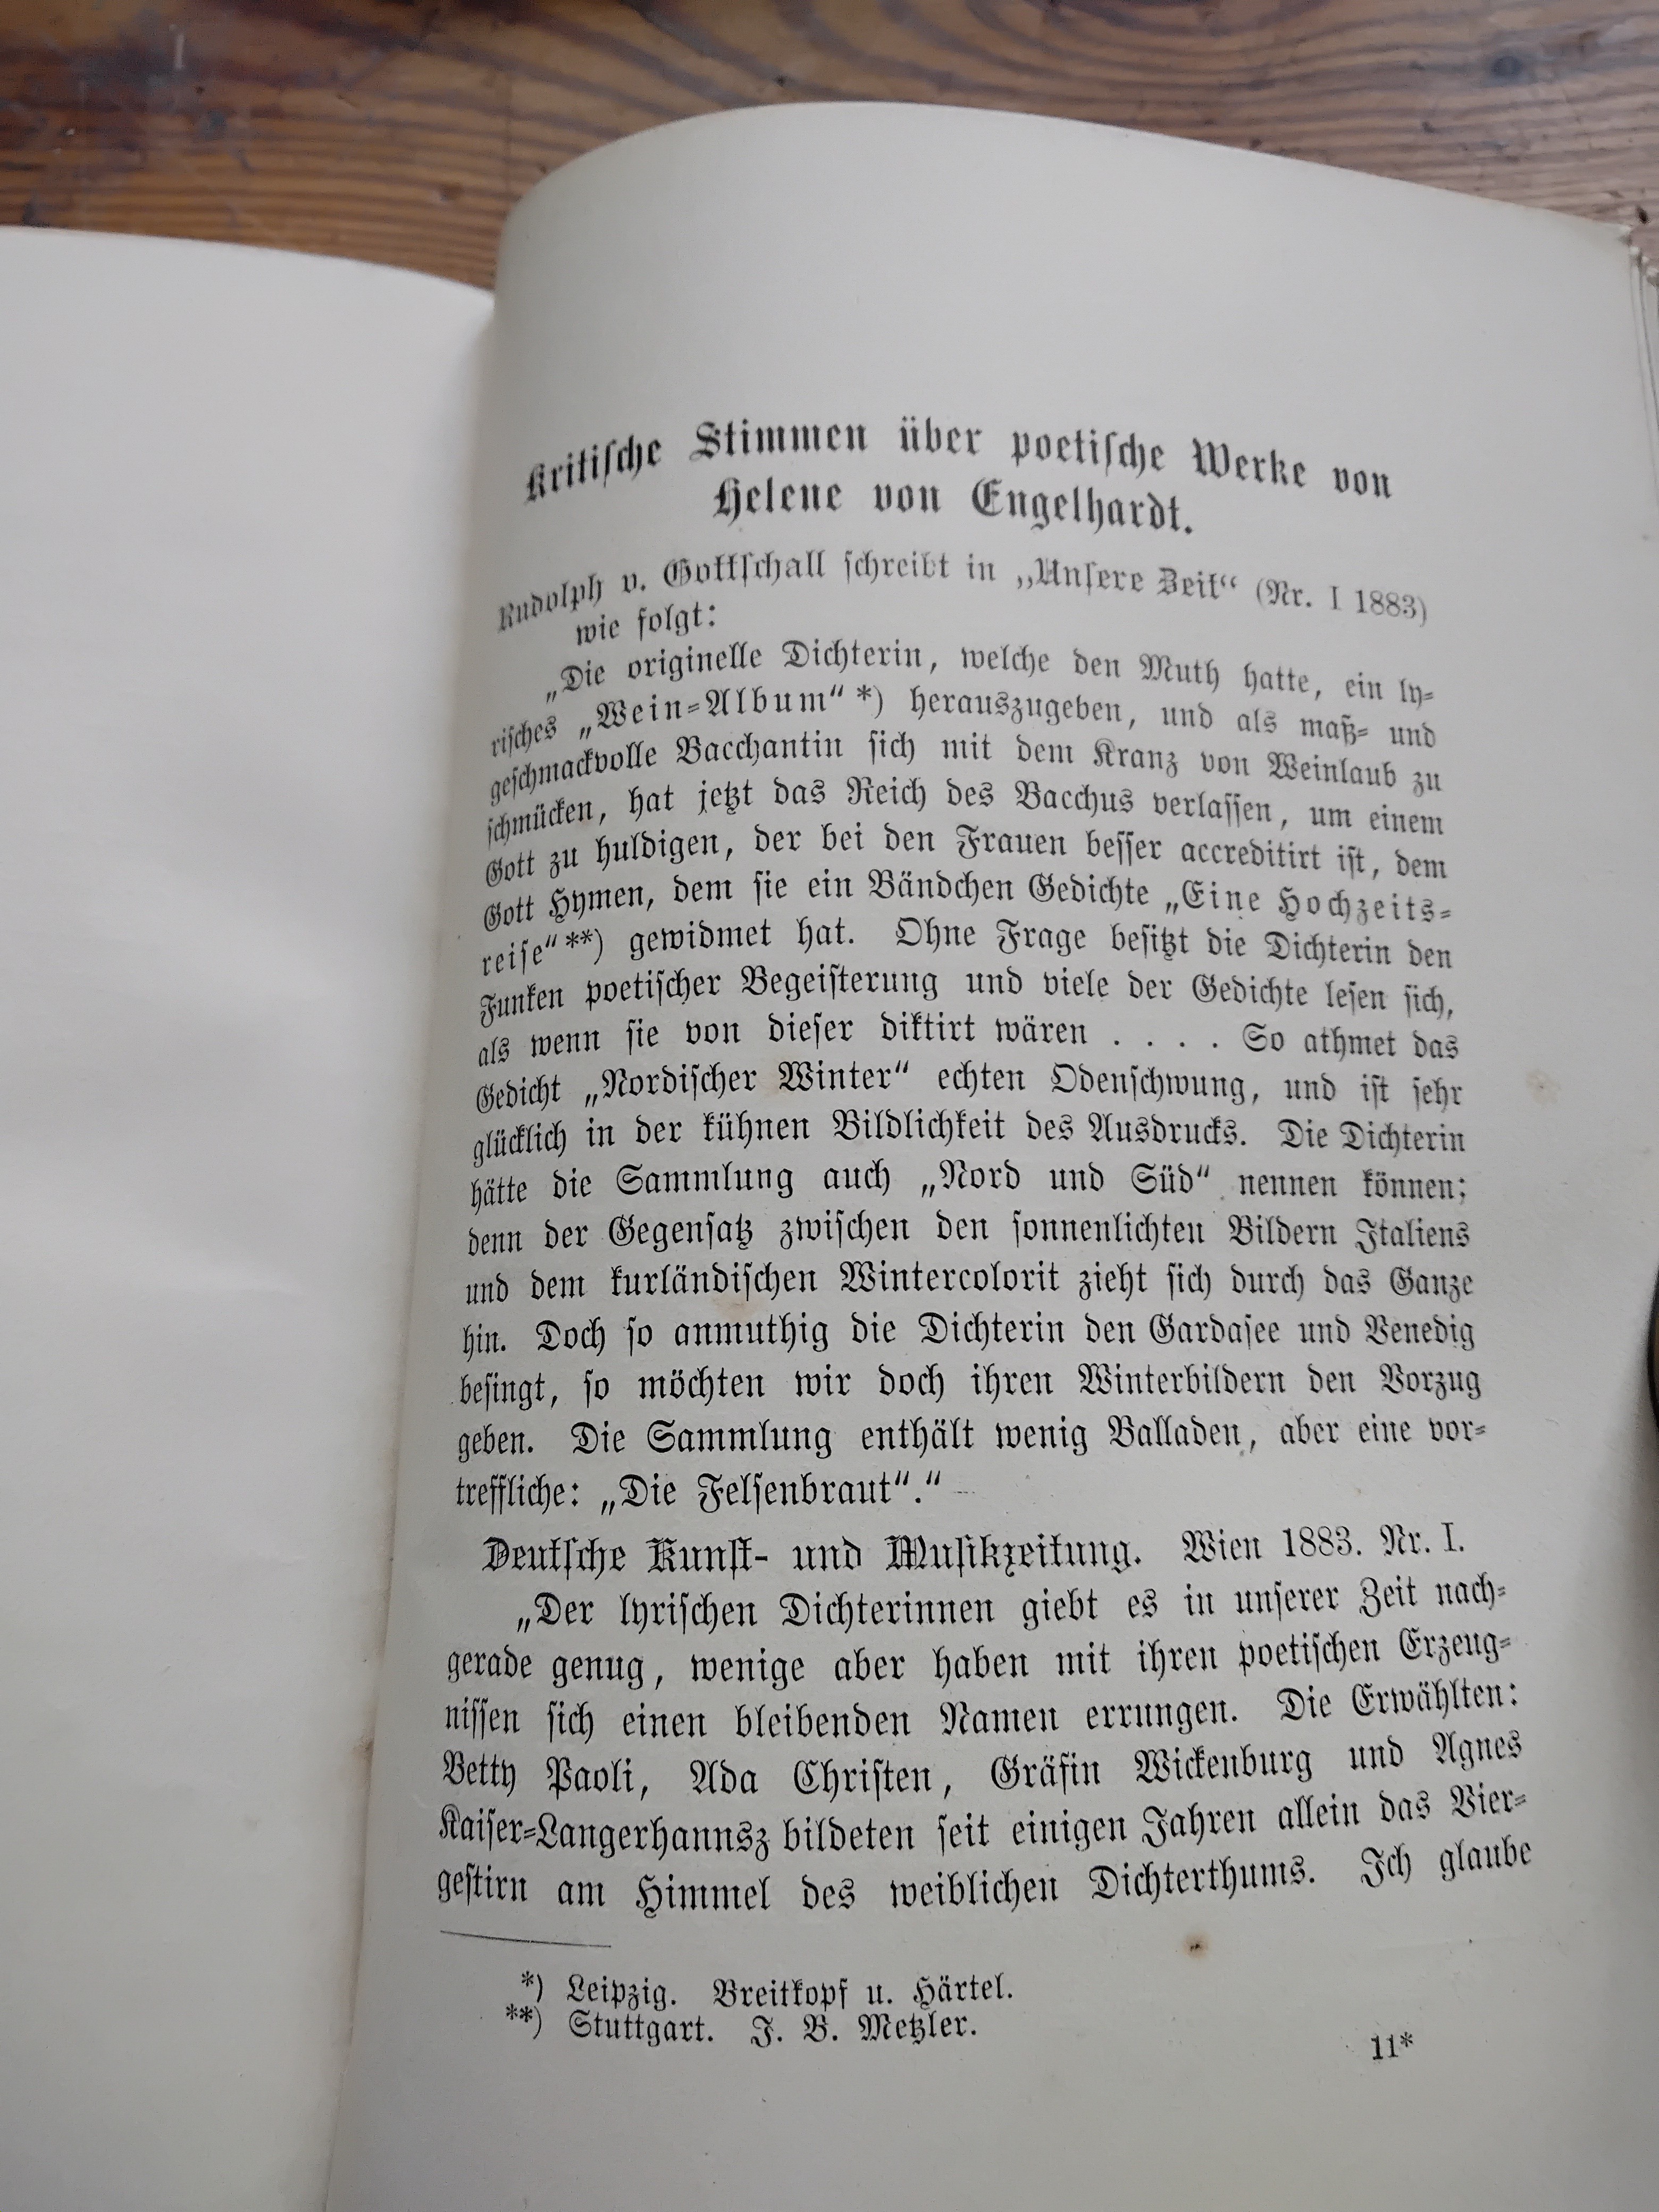 Kritische Stimmen über poetische Werke von
Helene von Engelhardt.
Rudolph v. Gottschall schreibt in „Unsere Zeit“ (Nr. I 1883)
wie folgt:
„Die originelle Dichterin, welche den Muth hatte, ein ly-
risches „Wein-Album“ *) herauszugeben, und als maß- und
geschmackvolle Bacchantin sich mit dem Kranz von Weinlaub zu
schmücken, hat jetzt das Reich des Bacchus verlassen, um einem
Gott zu huldigen, der bei den Frauen besser accreditirt ist, dem
Gott Hymen, dem sie ein Bändchen Gedichte „Eine Hochzeits-
reise“ **) gewidmet hat. Ohne Frage besitzt die Dichterin den
Funken poetischer Begeisterung und viele der Gedichte lesen sich,
als wenn sie von dieser diktirt wären . . . . So athmet das
Gedicht „Nordischer Winter“ echten Odenschwung, und ist sehr
glücklich in der kühnen Bildlichkeit des Ausdrucks. Die Dichterin
hätte die Sammlung auch „Nord und Süd“ nennen können;
denn der Gegensatz zwischen den sonnenlichten Bildern Italiens
und dem kurländischen Wintercolorit zieht sich durch das Ganze
hin. Doch so anmuthig die Dichterin den Gardasee und Venedig
besingt, so möchten wir doch ihren Winterbildern den Vorzug
geben. Die Sammlung enthält wenig Balladen, aber eine vor-
treffliche: „Die Felsenbraut“.“
Deutsche Kunst- und Musikzeitung. Wien 1883. Nr. I.
„Der lyrischen Dichterinnen giebt es in unserer Zeit nach-
gerade genug, wenige aber haben mit ihren poetischen Erzeug-
nissen sich einen bleibenden Namen errungen. Die Erwählten:
Betty Paoli, Ada Christen, Gräfin Wickenburg und Agnes
Kaiser-Langerhannsz bildeten seit einigen Jahren allein das Vier-
gestirn am Himmel des weiblichen Dichterthums. Ich glaube
*) Leipzig. Breitkopf u. Härtel.
**) Stuttgart. J. B. Metzler.
11*